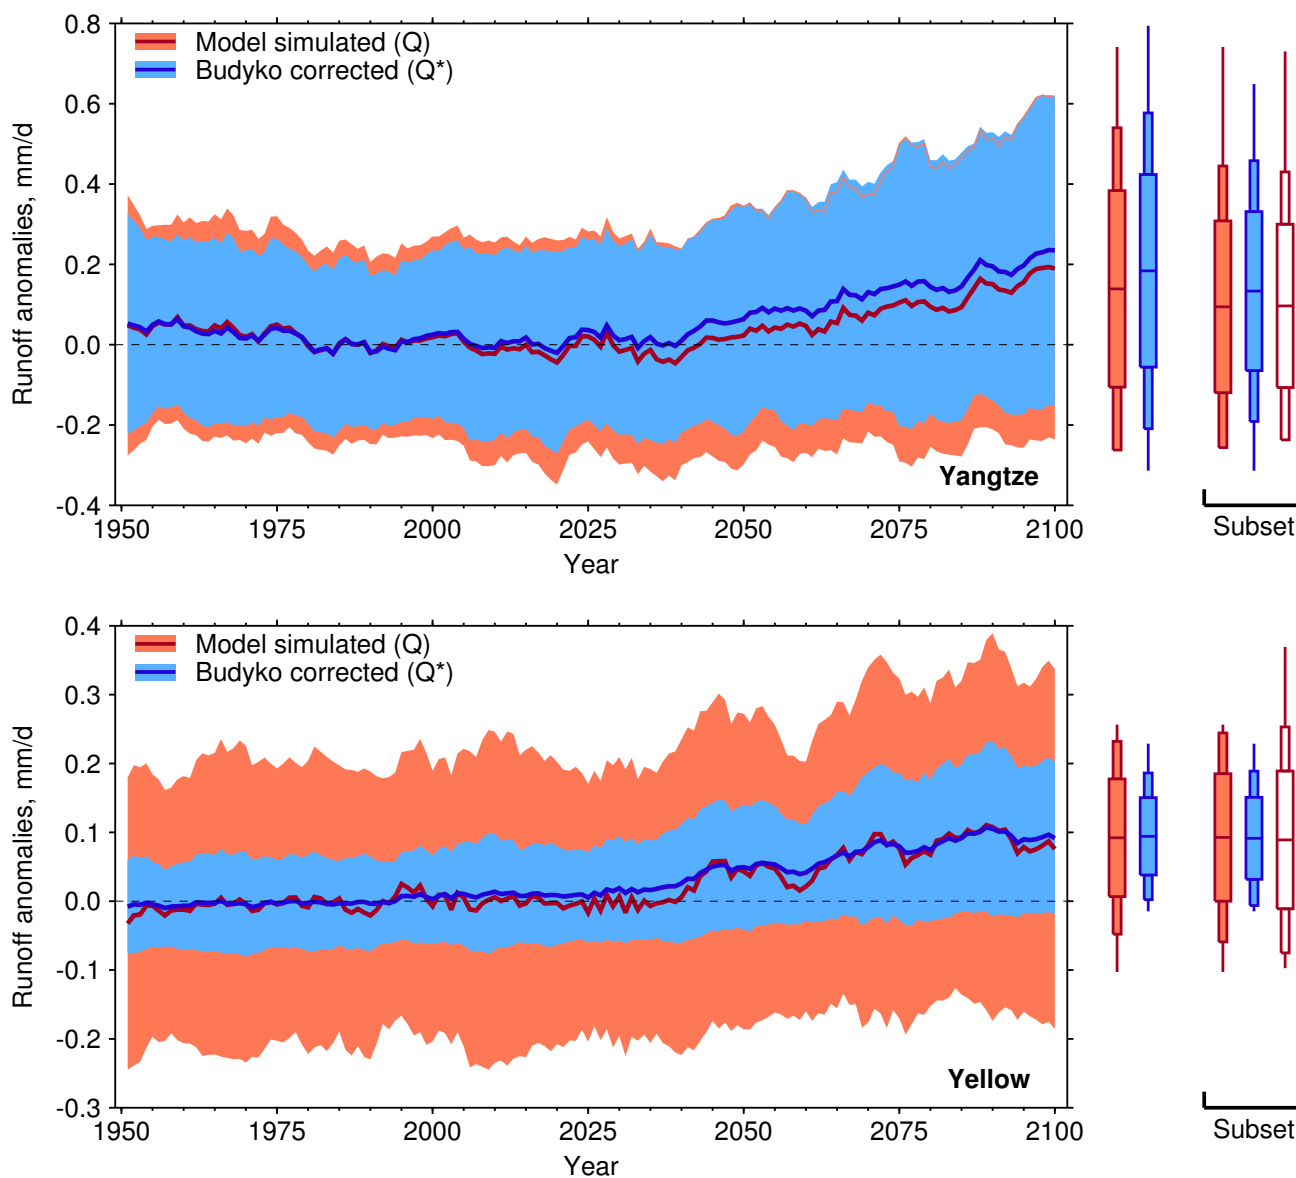 0.8
0.6
0.4
0.2
0.0
-0.2
-0.4
Runoff anomalies, mm/d
Model simulated (Q)
Budyko corrected (Q*)
Yangtze
1950 1975 2000 2025 2050 2075 2100
Year
Subset
0.4
0.3
0.2
0.1
0.0
-0.1
-0.2
-0.3
Runoff anomalies, mm/d
Model simulated (Q)
Budyko corrected (Q*)
Yellow
1950 1975 2000 2025 2050 2075 2100
Year
Subset